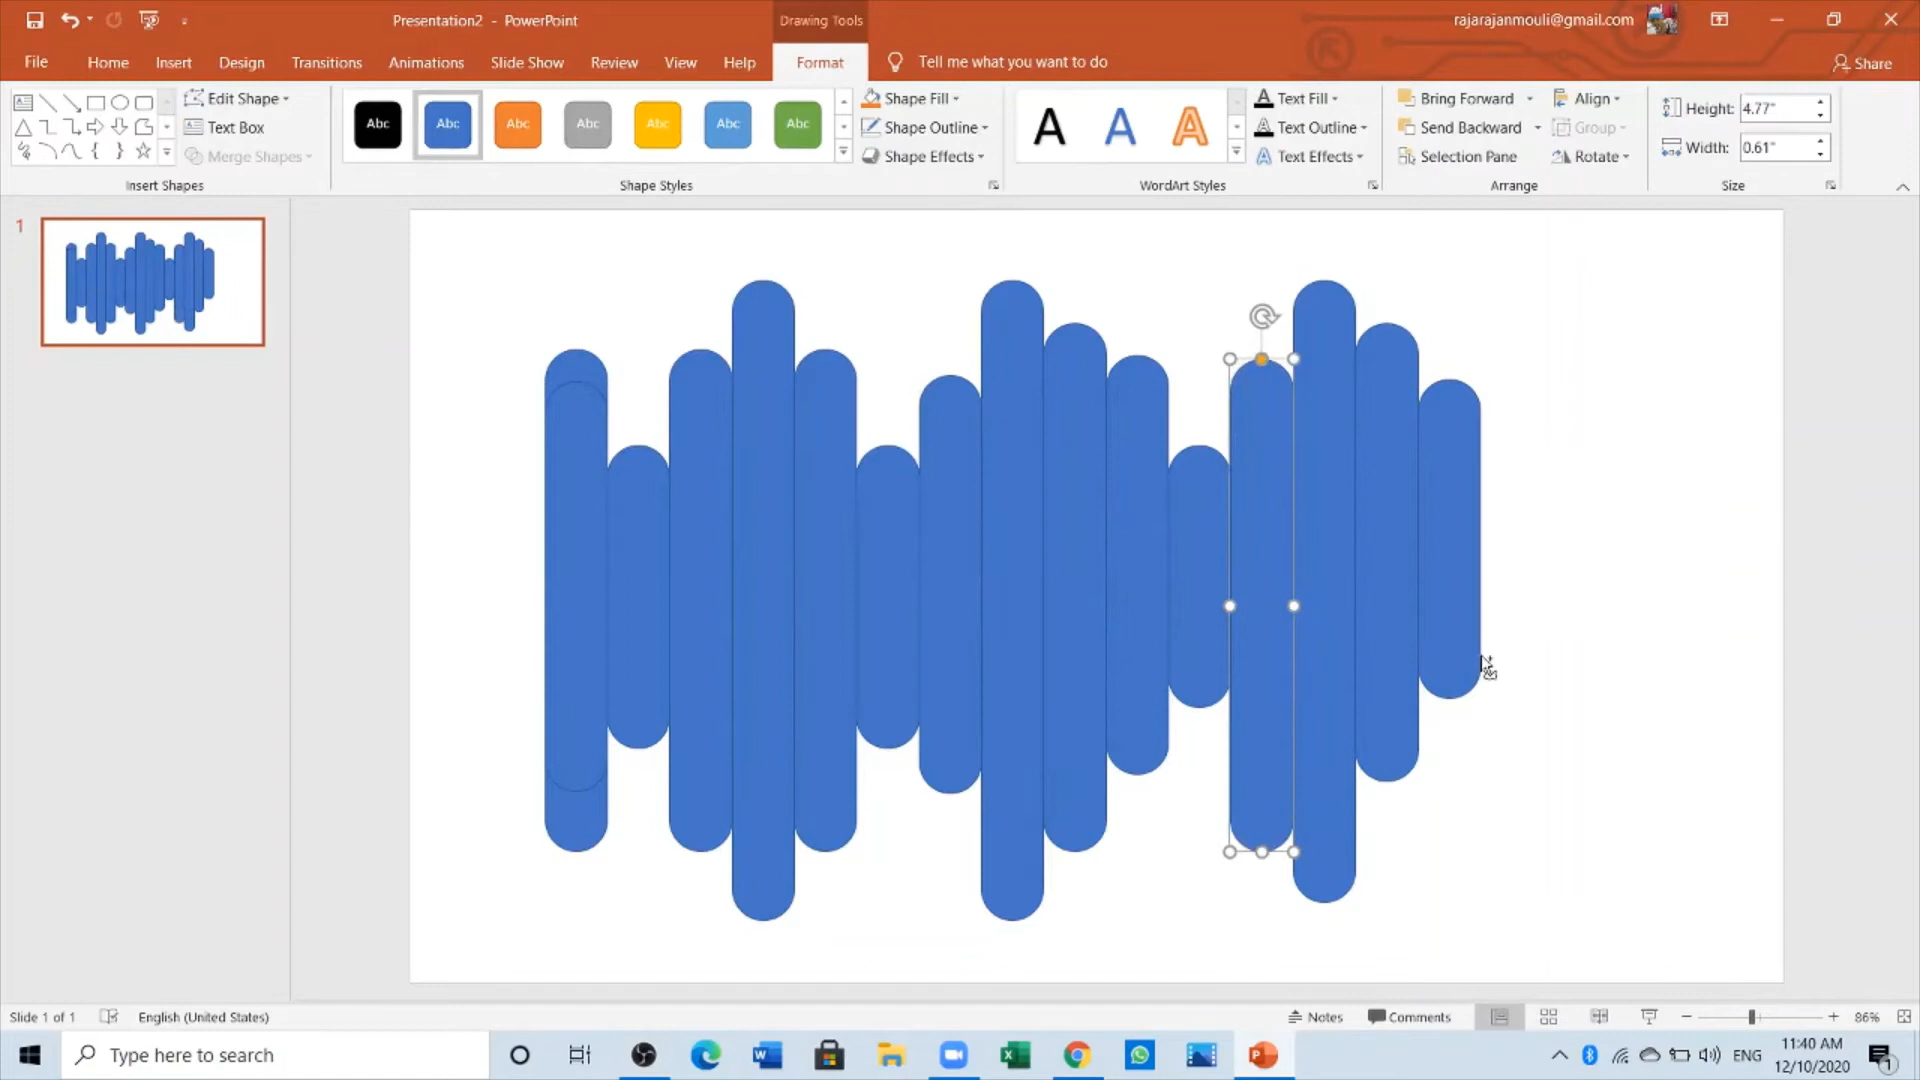 Presentation2 - PowerPoint
Drawing Tools
rajarajanmouli@gmail.com
File Home Insert Design Transitions Animations Slide Show Review View Help Format Tell me what you want to do Share
Edit Shape
Text Box
Merge Shapes
Insert Shapes
Abc Abc Abc Abc Abc Abc Abc
Shape Fill
Shape Outline
Shape Effects
Shape Styles
A A A
Text Fill
Text Outline
Text Effects
WordArt Styles
Bring Forward
Send Backward
Selection Pane
Align
Group
Rotate
Arrange
Height: 4.77"
Width: 0.61"
Size
1
Slide 1 of 1 English (United States) Notes Comments 86%
Type here to search
ENG
11:40 AM
12/10/2020
1